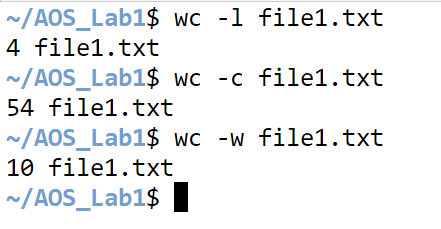 ~/AOS_Lab1$ wc -l file1.txt
4 file1.txt
~/AOS_Lab1$ wc -c file1.txt
54 file1.txt
~/AOS_Lab1$ wc -w file1.txt
10 file1.txt
~/AOS_Lab1$